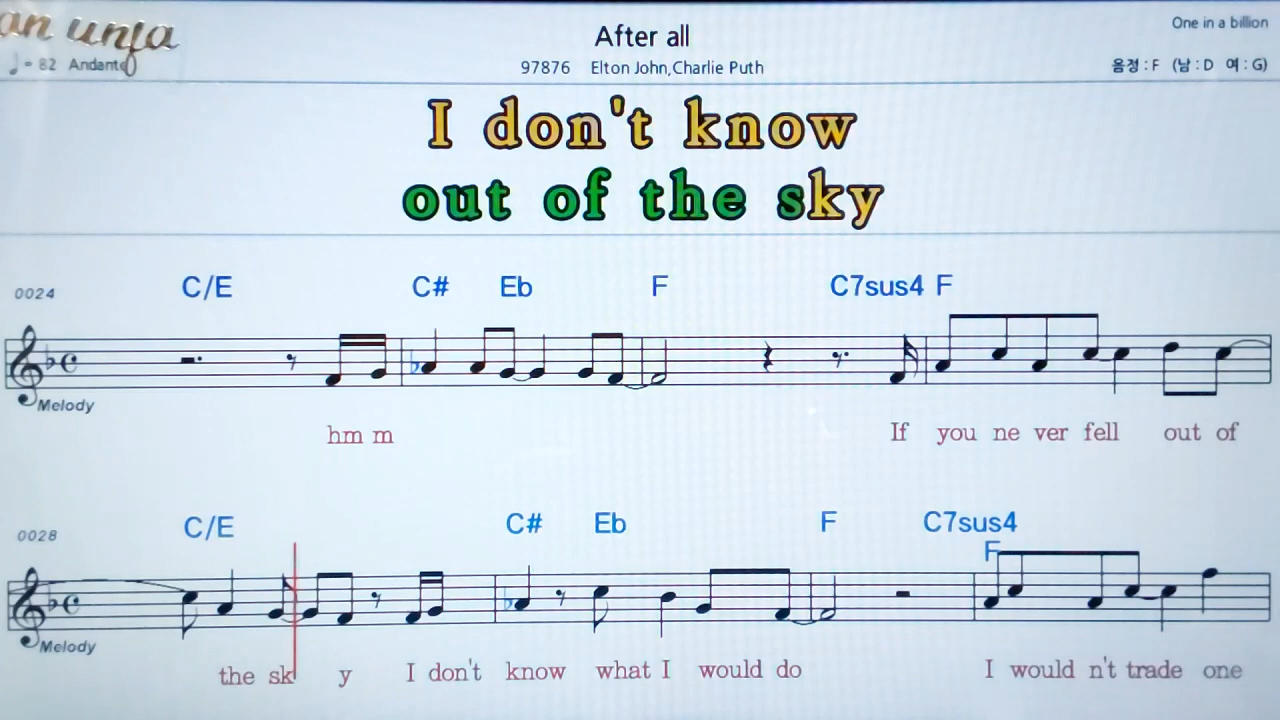 After all
One in a billion
♩= 82 Andante
97876 Elton John,Charlie Puth
음정 : F (남 : D 여 : G)
I don't know
out of the sky
0024 C/E C# Eb F C7sus4 F
Melody
hm m If you ne ver fell out of
0028 C/E C# Eb F C7sus4
F
Melody
the sk y I don't know what I would do I would n't trade one